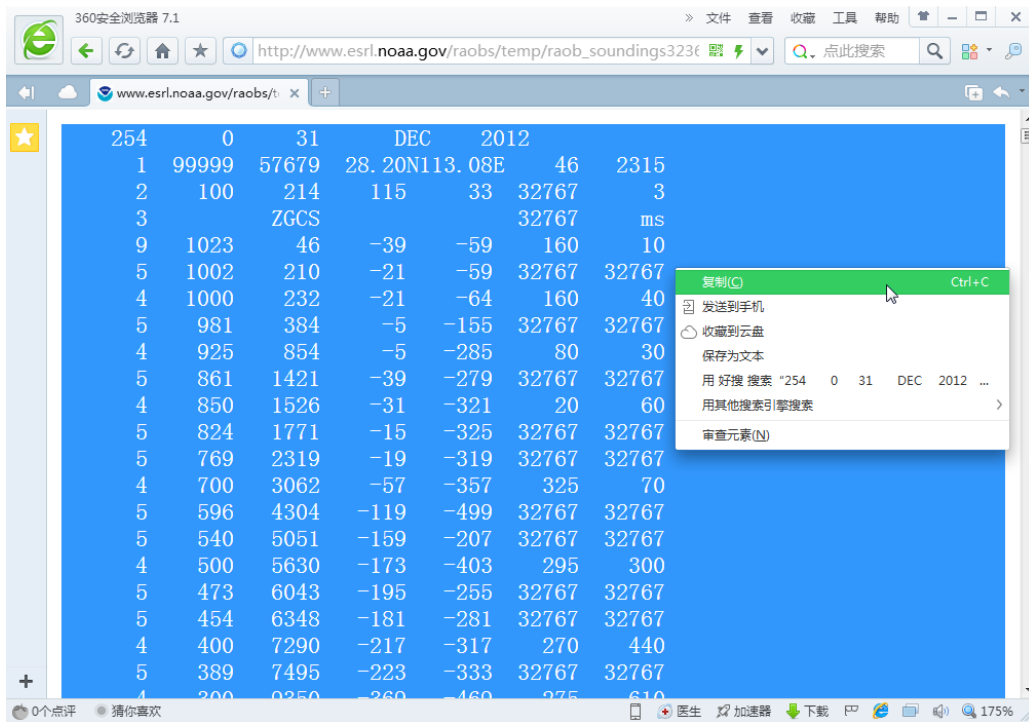 360安全浏览器 7.1 » 文件 查看 收藏 工具 帮助
http://www.esrl.noaa.gov/raobs/temp/raob_soundings3236 点此搜索
www.esrl.noaa.gov/raobs/t
254 0 31 DEC 2012
1 99999 57679 28.20N113.08E 46 2315
2 100 214 115 33 32767 3
3 ZGCS 32767 ms
9 1023 46 -39 -59 160 10
5 1002 210 -21 -59 32767 32767
4 1000 232 -21 -64 160 40
5 981 384 -5 -155 32767 32767
4 925 854 -5 -285 80 30
5 861 1421 -39 -279 32767 32767
4 850 1526 -31 -321 20 60
5 824 1771 -15 -325 32767 32767
5 769 2319 -19 -319 32767 32767
4 700 3062 -57 -357 325 70
5 596 4304 -119 -499 32767 32767
5 540 5051 -159 -207 32767 32767
4 500 5630 -173 -403 295 300
5 473 6043 -195 -255 32767 32767
5 454 6348 -181 -281 32767 32767
4 400 7290 -217 -317 270 440
5 389 7495 -223 -333 32767 32767
4 300 9350 -369 -469 275 610
复制(C) Ctrl+C
发送到手机
收藏到云盘
保存为文本
用 好搜 搜索 "254 0 31 DEC 2012 ...
用其他搜索引擎搜索
审查元素(N)
0个点评 猜你喜欢 医生 加速器 下载 175%